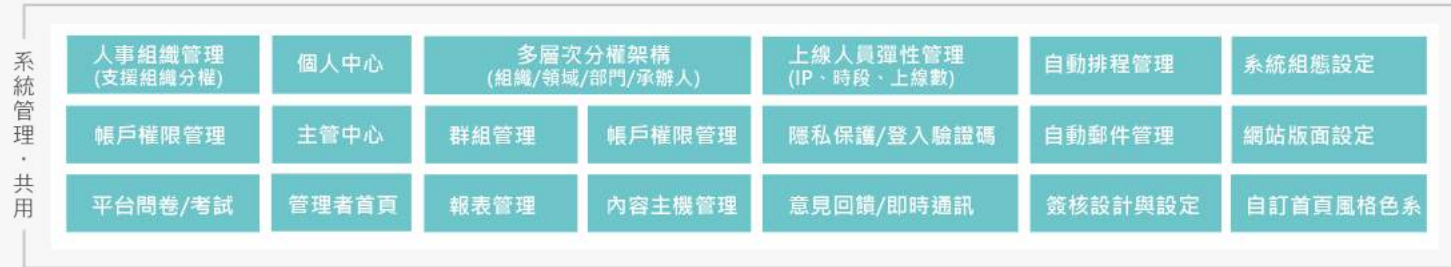 系統管理·共用
人事組織管理
(支援組織分權)
個人中心
多層次分權架構
(組織/領域/部門/承辦人)
上線人員彈性管理
(IP、時段、上線數)
自動排程管理
系統組態設定
帳戶權限管理
主管中心
群組管理
帳戶權限管理
隱私保護/登入驗證碼
自動郵件管理
網站版面設定
平台問卷/考試
管理者首頁
報表管理
內容主機管理
意見回饋/即時通訊
簽核設計與設定
自訂首頁風格色系